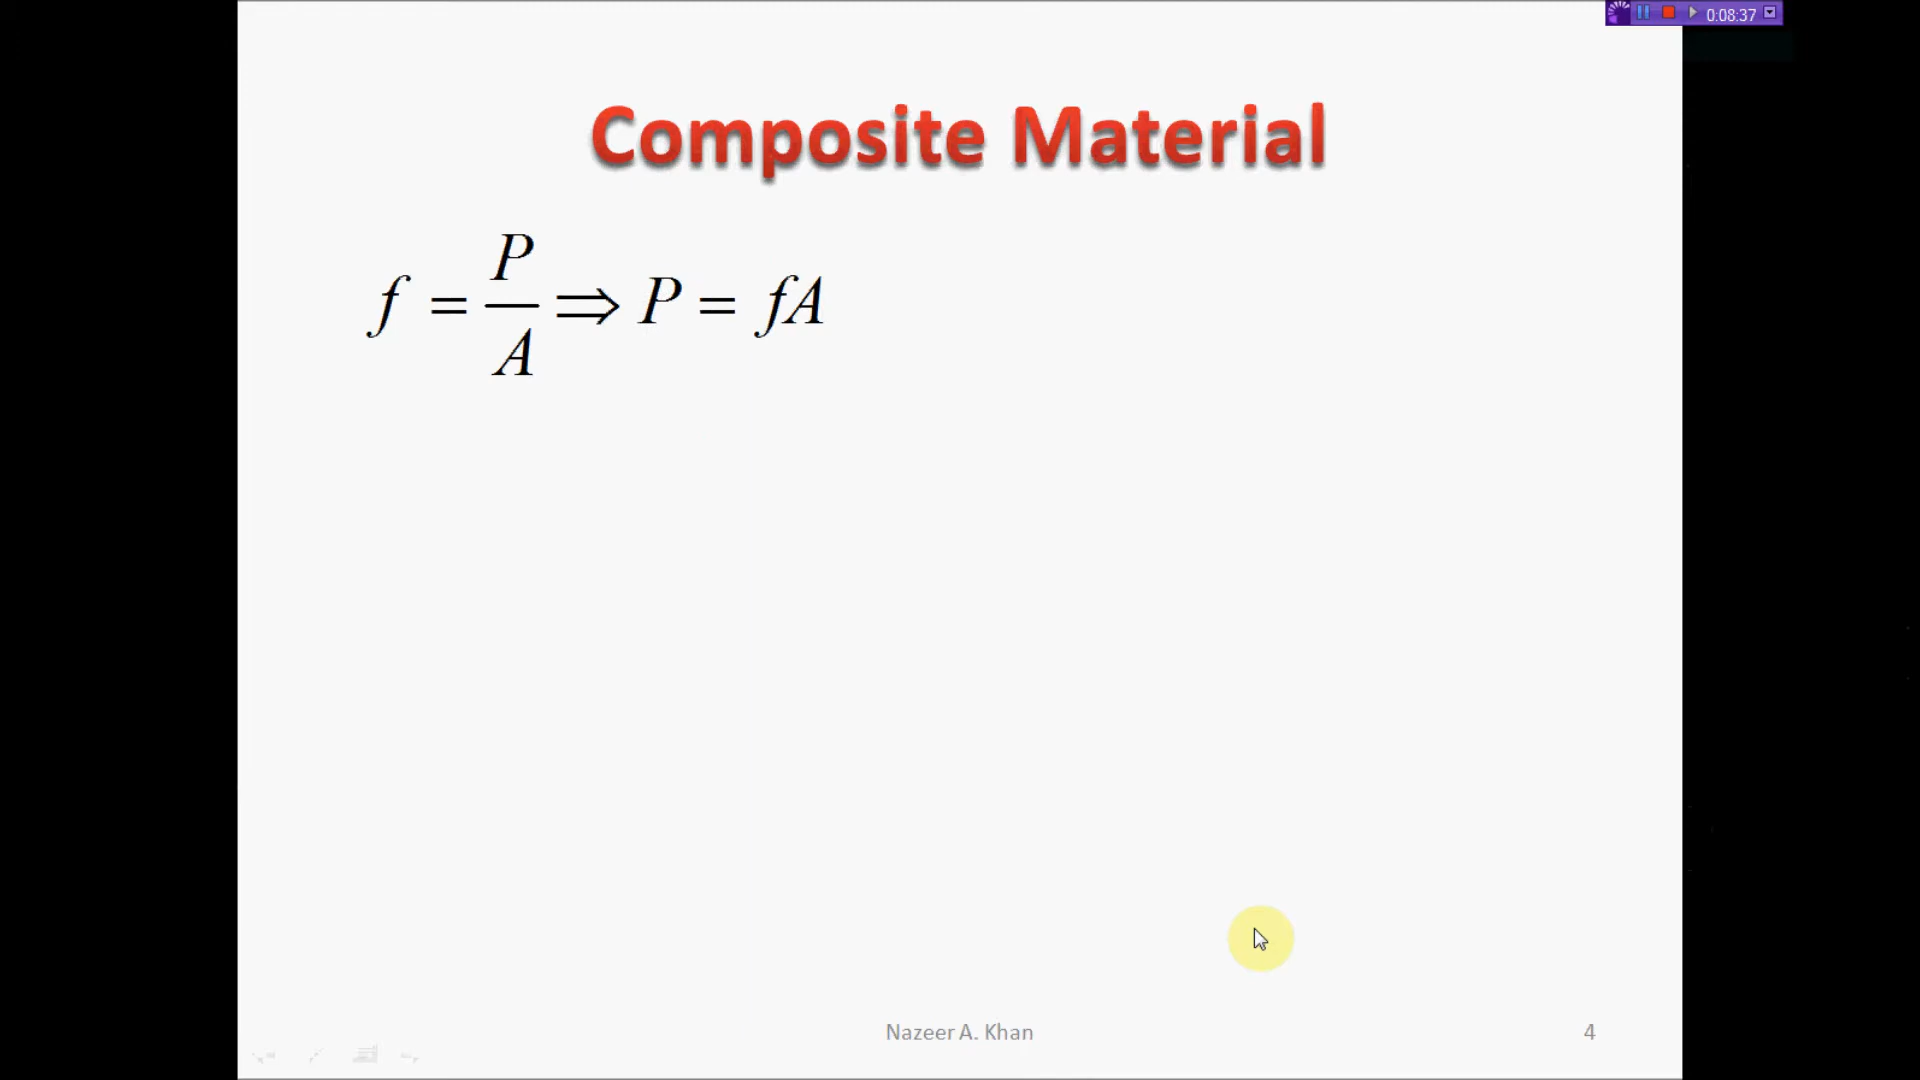 0:08:37
Composite Material
f = P/A ⇒ P = fA
Nazeer A. Khan
4